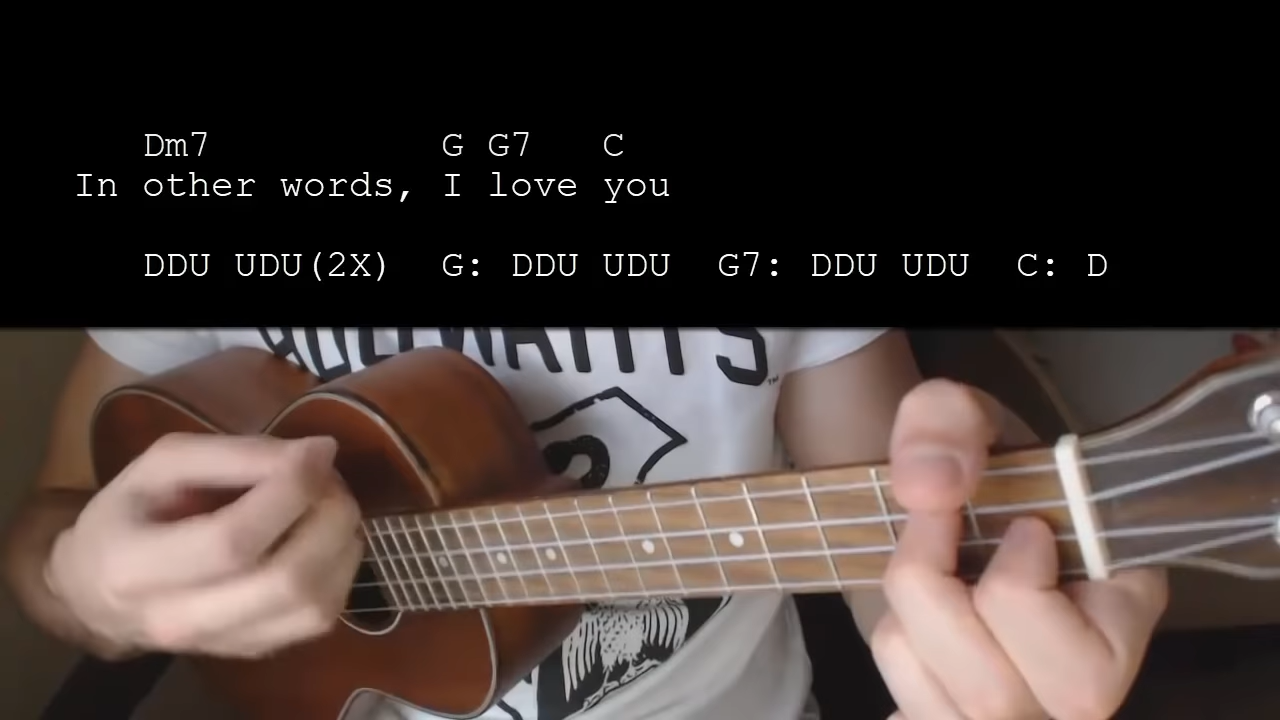 Dm7 G G7 C
In other words, I love you
DDU UDU(2X) G: DDU UDU G7: DDU UDU C: D